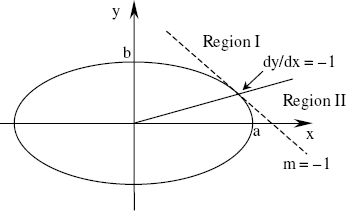 y
Region I
b
dy/dx = −1
Region II
a
x
m = −1